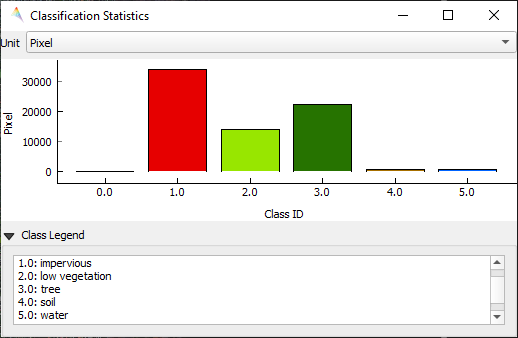 Classification Statistics
Unit Pixel
30000
20000
10000
0
Pixel
0.0 1.0 2.0 3.0 4.0 5.0
Class ID
Class Legend
1.0: impervious
2.0: low vegetation
3.0: tree
4.0: soil
5.0: water